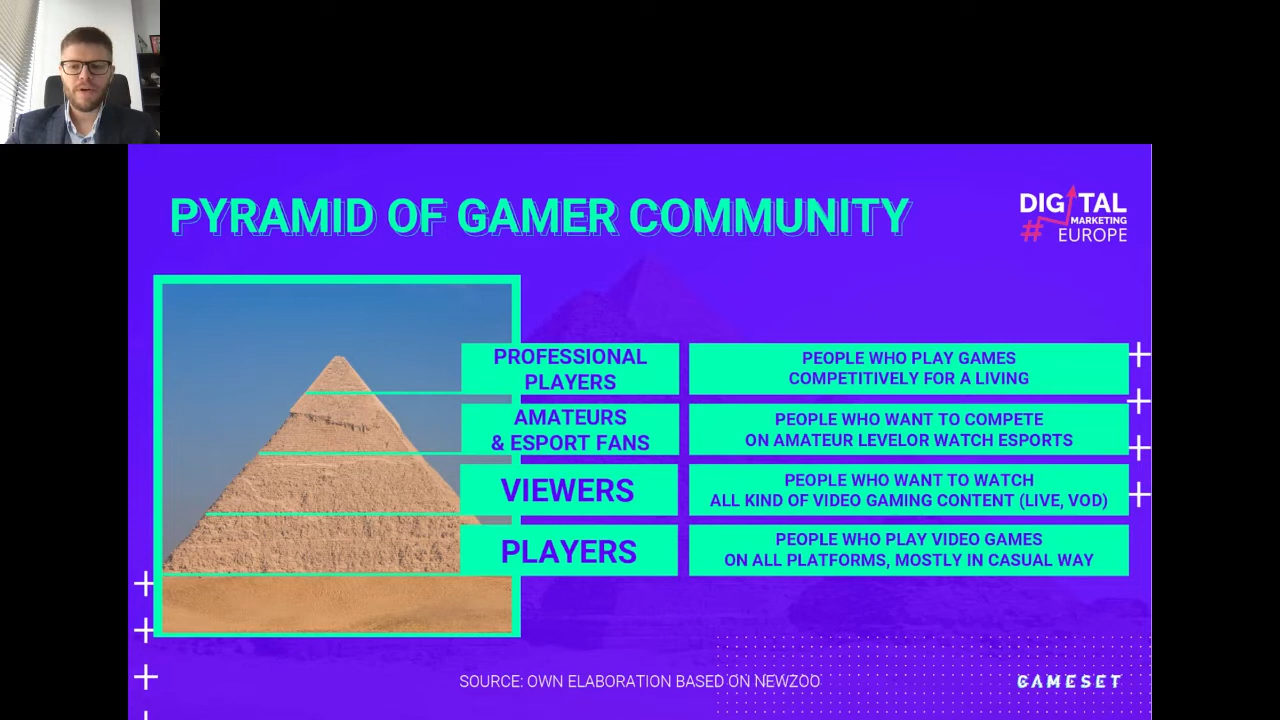 PYRAMID OF GAMER COMMUNITY
DIGITAL
MARKETING
# EUROPE
PROFESSIONAL
PLAYERS
PEOPLE WHO PLAY GAMES
COMPETITIVELY FOR A LIVING
AMATEURS
& ESPORT FANS
PEOPLE WHO WANT TO COMPETE
ON AMATEUR LEVELOR WATCH ESPORTS
VIEWERS
PEOPLE WHO WANT TO WATCH
ALL KIND OF VIDEO GAMING CONTENT (LIVE, VOD)
PLAYERS
PEOPLE WHO PLAY VIDEO GAMES
ON ALL PLATFORMS, MOSTLY IN CASUAL WAY
SOURCE: OWN ELABORATION BASED ON NEWZOO
GAMESET